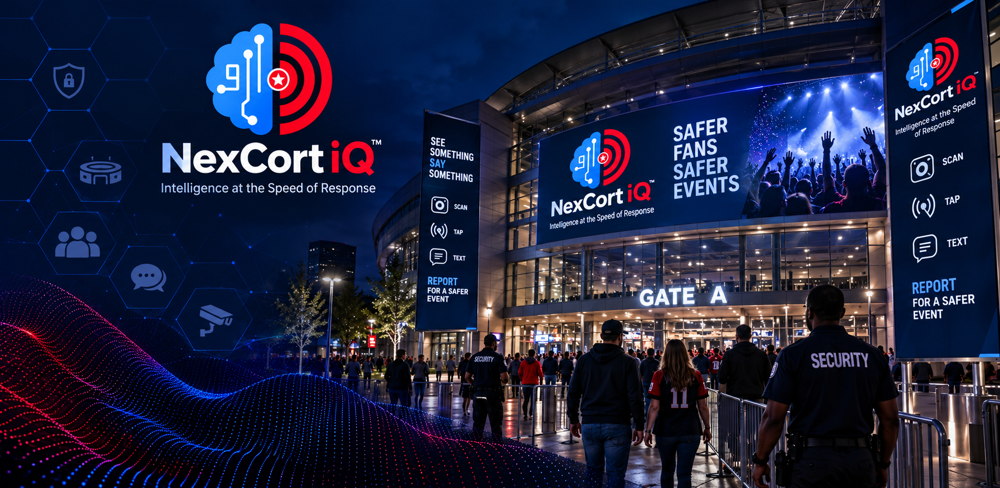 NexCort iQ™
Intelligence at the Speed of Response
SEE
SOMETHING
SAY
SOMETHING
SCAN
TAP
TEXT
REPORT
FOR A SAFER
EVENT
NexCort iQ™
Intelligence at the Speed of Response
SAFER
FANS
SAFER
EVENTS
GATE A
NexCort iQ™
Intelligence at the Speed
of Response
SCAN
TAP
TEXT
REPORT
FOR A SAFER
EVENT
SECURITY
11
SECURITY